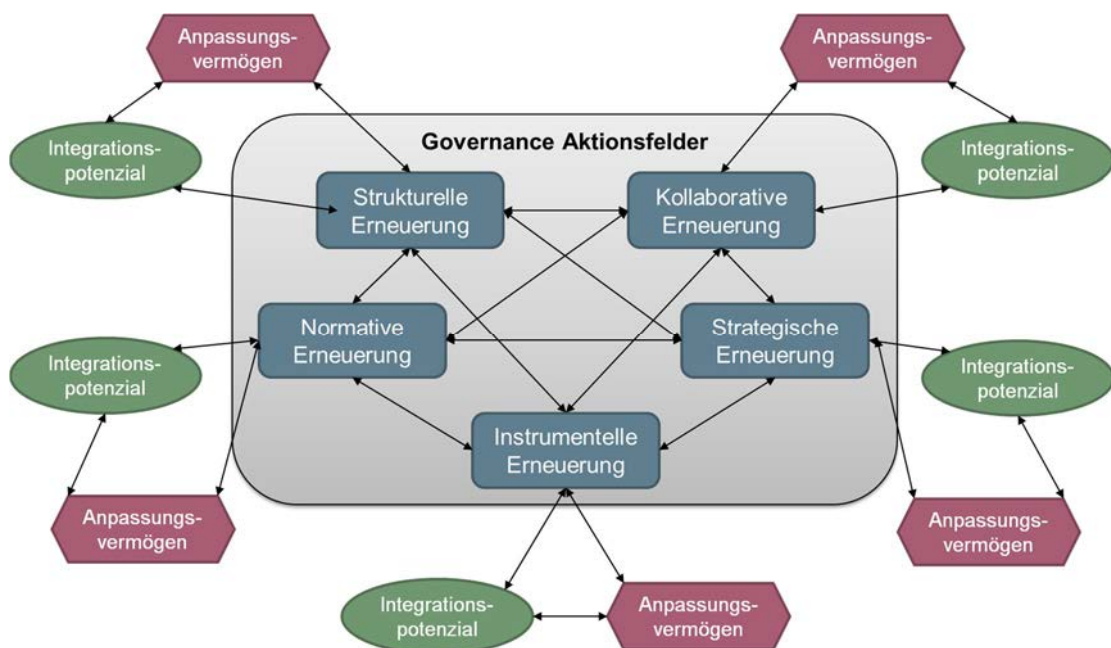 Anpassungs-
vermögen
Anpassungs-
vermögen
Integrations-
potenzial
Integrations-
potenzial
Governance Aktionsfelder
Strukturelle
Erneuerung
Kollaborative
Erneuerung
Normative
Erneuerung
Strategische
Erneuerung
Integrations-
potenzial
Integrations-
potenzial
Instrumentelle
Erneuerung
Anpassungs-
vermögen
Anpassungs-
vermögen
Integrations-
potenzial
Anpassungs-
vermögen